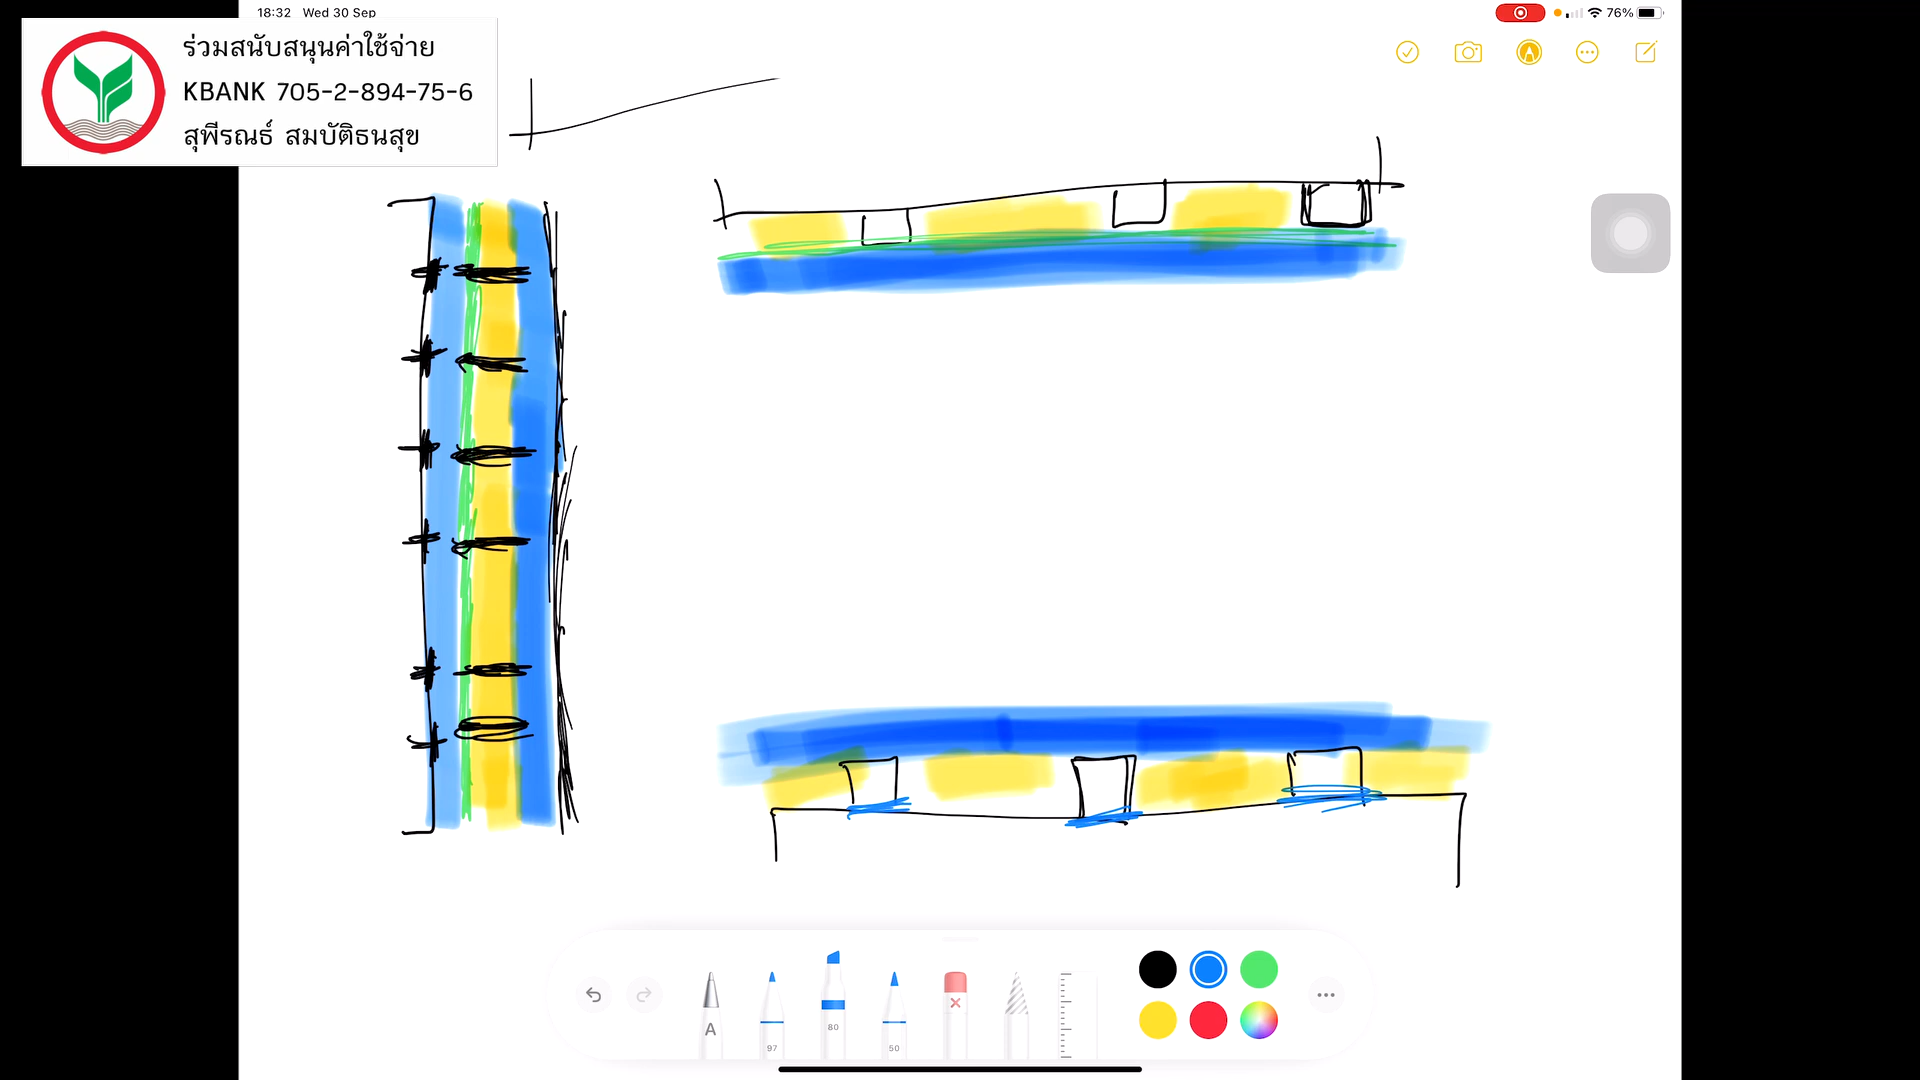 18:32 Wed 30 Sep
76%
ร่วมสนับสนุนค่าใช้จ่าย
KBANK 705-2-894-75-6
สุพีรณธ์ สมบัติธนสุข
A
97
80
50